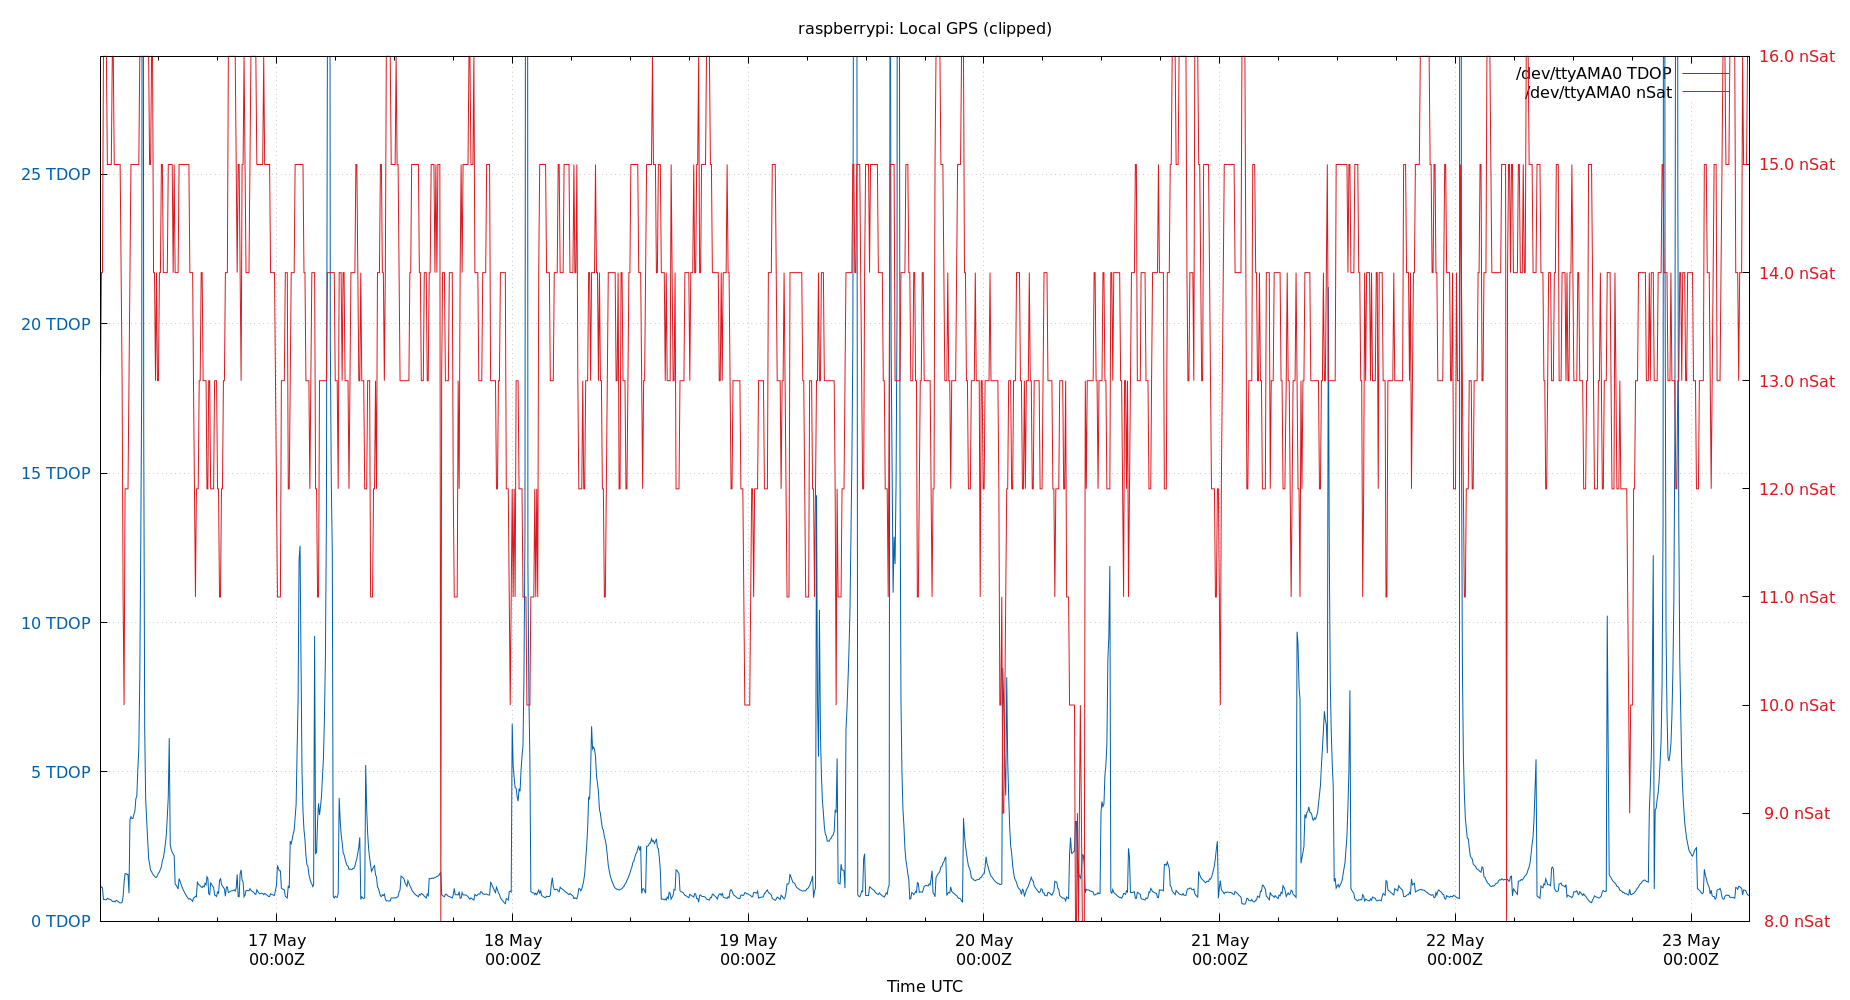 raspberrypi: Local GPS (clipped)
16.0 nSat
/dev/ttyAMA0 TDOP
/dev/ttyAMA0 nSat
15.0 nSat
25 TDOP
14.0 nSat
20 TDOP
13.0 nSat
15 TDOP
12.0 nSat
11.0 nSat
10 TDOP
10.0 nSat
5 TDOP
9.0 nSat
0 TDOP
8.0 nSat
17 May
00:00Z
18 May
00:00Z
19 May
00:00Z
20 May
00:00Z
21 May
00:00Z
22 May
00:00Z
23 May
00:00Z
Time UTC